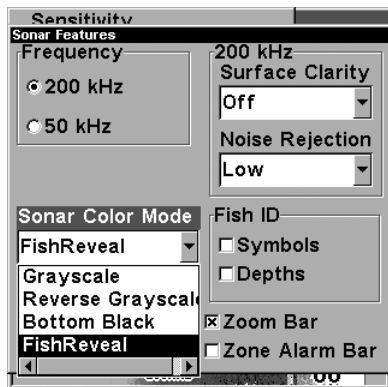 Sensitivity
Sonar Features
Frequency
200 kHz
50 kHz
200 kHz
Surface Clarity
Off
Noise Rejection
Low
Sonar Color Mode
FishReveal
Grayscale
Reverse Grayscale
Bottom Black
FishReveal
Fish ID
Symbols
Depths
Zoom Bar
Zone Alarm Bar